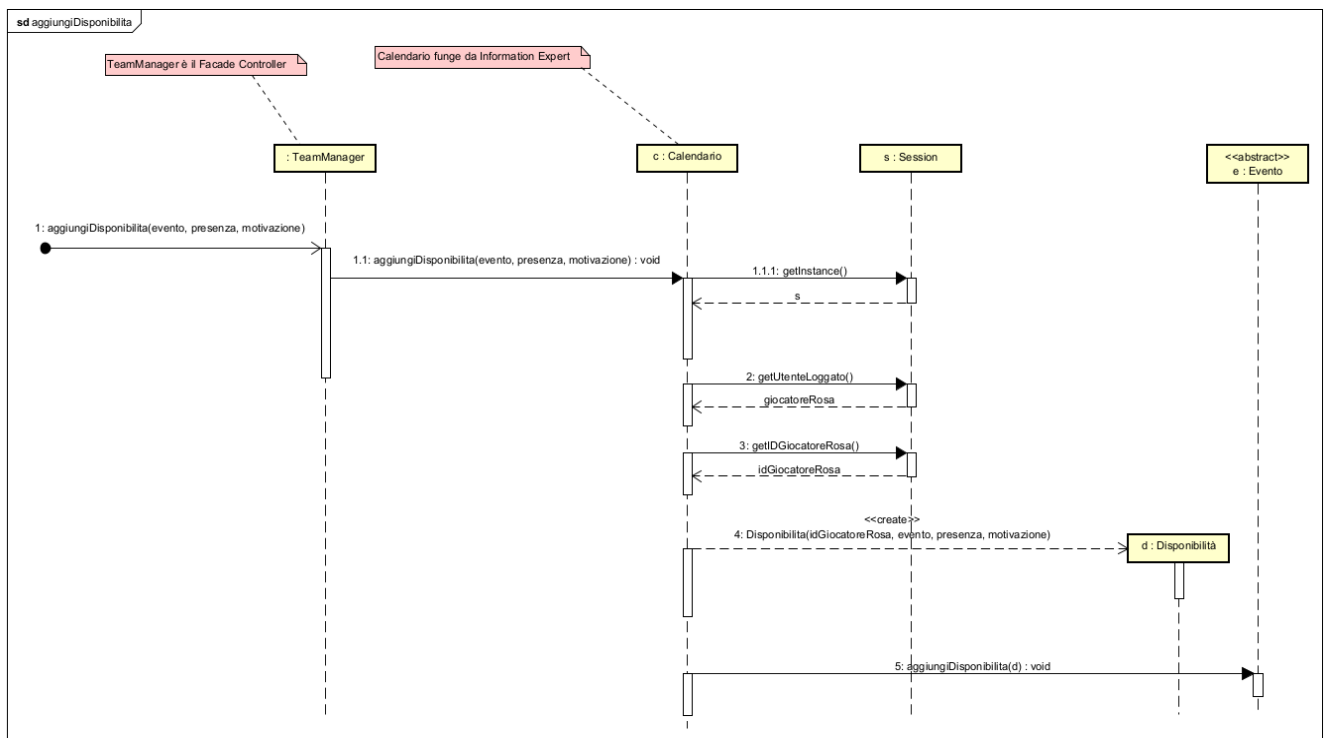 sd aggiungiDisponibilita
TeamManager è il Facade Controller
Calendario funge da Information Expert
: TeamManager
c : Calendario
s : Session
<<abstract>>
e : Evento
1: aggiungiDisponibilita(evento, presenza, motivazione)
1.1: aggiungiDisponibilita(evento, presenza, motivazione) : void
1.1.1: getInstance()
s
2: getUtenteLoggato()
giocatoreRosa
3: getIDGiocatoreRosa()
idGiocatoreRosa
<<create>>
4: Disponibilita(idGiocatoreRosa, evento, presenza, motivazione)
d : Disponibilità
5: aggiungiDisponibilita(d) : void